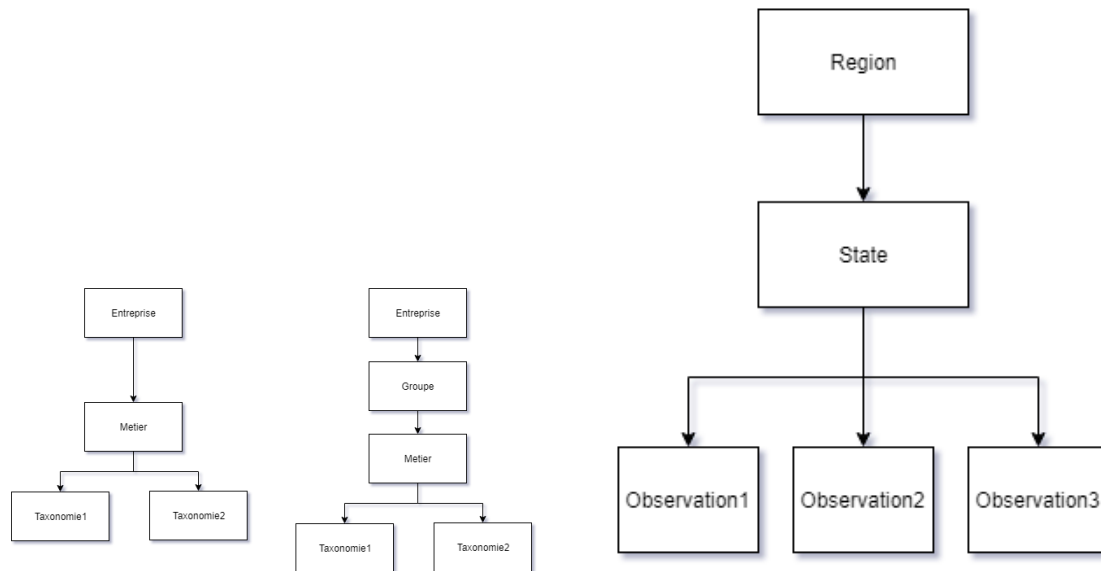 Region
State
Entreprise
Entreprise
Groupe
Metier
Metier
Observation1
Observation2
Observation3
Taxonomie1
Taxonomie2
Taxonomie1
Taxonomie2